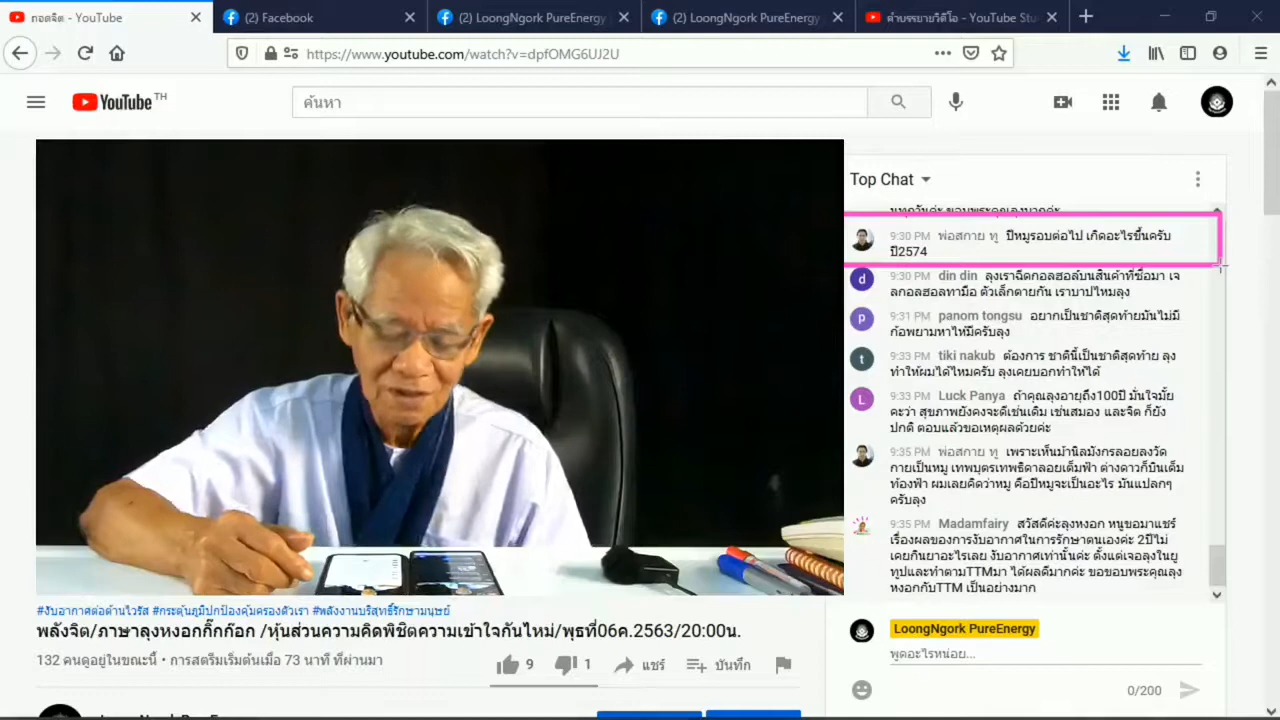 ถอดจิต - YouTube
(2) Facebook
(2) LoongNgork PureEnergy
(2) LoongNgork PureEnergy
คำบรรยายวิดีโอ - YouTube Stu
https://www.youtube.com/watch?v=dpfOMG6UJ2U
YouTube TH
ค้นหา
Top Chat
9:30 PM พ่อสกาย ทู ปีหมูรอบต่อไป เกิดอะไรขึ้นครับ
ปี2574
d 9:30 PM din din ลุงเราฉีดกอลฮอล์บนสินค้าที่ซื่อมา เจ
ลกอลฮอลทามือ ตัวเล็กตายกัน เราบาปไหมลุง
p 9:31 PM panom tongsu อยากเป็นชาติสุดท้ายมันไม่มี
ก้อพยามหาให้มีครับลุง
t 9:33 PM tiki nakub ต้องการ ชาตินี้เป็นชาติสุดท้าย ลุง
ทำให้ผมได้ไหมครับ ลุงเคยบอกทำให้ได้
L 9:33 PM Luck Panya ถ้าคุณลุงอายุถึง100ปี มั่นใจมั้ย
คะว่า สุขภาพยังคงจะดีเช่นเดิม เช่นสมอง และจิต ก็ยัง
ปกติ ตอบแล้วขอเหตุผลด้วยค่ะ
9:35 PM พ่อสกาย ทู เพราะเห็นม้านิลมังกรลอยลงวัด
กายเป็นหมู เทพบุตรเทพธิดาลอยเต็มฟ้า ต่างดาวก็บินเต็ม
ท้องฟ้า ผมเลยคิดว่าหมู คือปีหมูจะเป็นอะไร มันแปลกๆ
ครับลุง
9:35 PM Madamfairy สวัสดีค่ะลุงหงอก หนูขอมาแชร์
เรื่องผลของการงับอากาศในการรักษาตนเองค่ะ 2ปีไม่
เคยกินยาอะไรเลย งับอากาศเท่านั้นค่ะ ตั้งแต่เจอลุงในยู
ทูปและทำตามTTMมา ได้ผลดีมากค่ะ ขอขอบพระคุณลุง
หงอกกับTTM เป็นอย่างมาก
#งับอากาศต่อต้านไวรัส #กระตุ้นภูมิปกป้องคุ้มครองตัวเรา #พลังงานบริสุทธิ์รักษามนุษย์
พลังจิต/ภาษาลุงหงอกกิ๊กก๊อก /หุ้นส่วนความคิดพิชิตความเข้าใจกันใหม่/พุธที่06ค.2563/20:00น.
132 คนดูอยู่ในขณะนี้ • การสตรีมเริ่มต้นเมื่อ 73 นาที ที่ผ่านมา
9
1
แชร์
บันทึก
LoongNgork PureEnergy
พูดอะไรหน่อย...
0/200